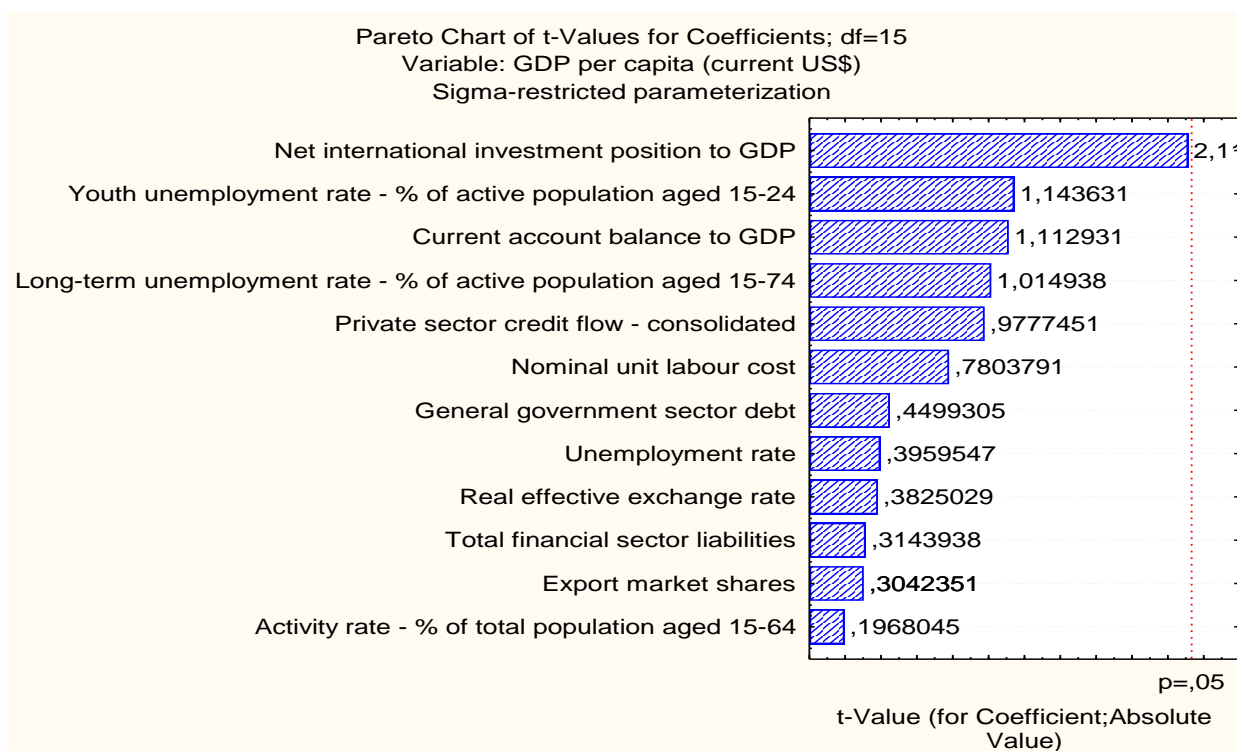 Pareto Chart of t-Values for Coefficients; df=15
Variable: GDP per capita (current US$)
Sigma-restricted parameterization
Net international investment position to GDP
Youth unemployment rate - % of active population aged 15-24 1,143631
Current account balance to GDP 1,112931
Long-term unemployment rate - % of active population aged 15-74 1,014938
Private sector credit flow - consolidated ,9777451
Nominal unit labour cost ,7803791
General government sector debt ,4499305
Unemployment rate ,3959547
Real effective exchange rate ,3825029
Total financial sector liabilities ,3143938
Export market shares ,3042351
Activity rate - % of total population aged 15-64 ,1968045
p=,05
t-Value (for Coefficient;Absolute
Value)